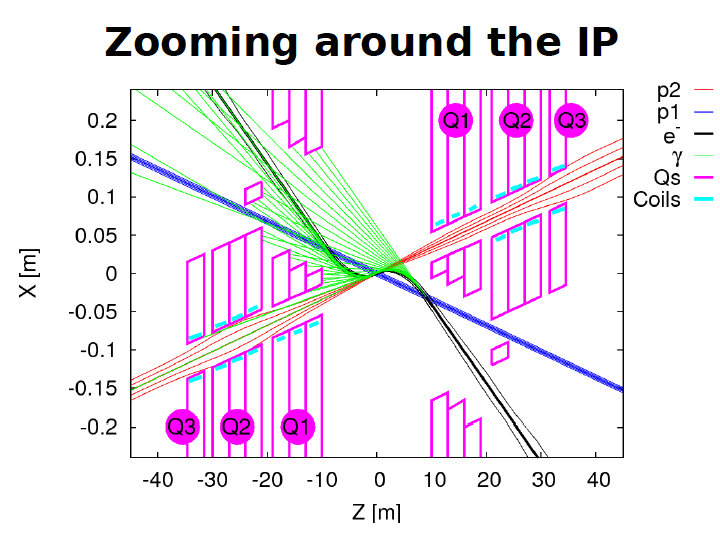 Zooming around the IP
p2
p1
e-
γ
Qs
Coils
Q1 Q2 Q3
0.2
0.15
0.1
0.05
0
-0.05
-0.1
-0.15
-0.2
X [m]
Q3 Q2 Q1
-40 -30 -20 -10 0 10 20 30 40
Z [m]